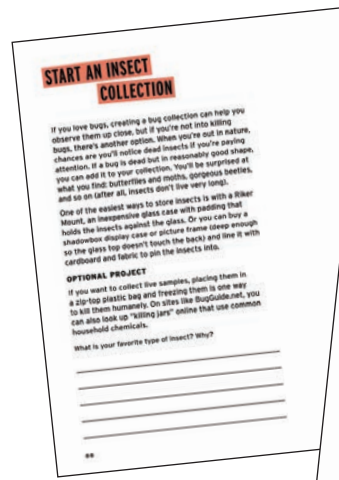 START AN INSECT
COLLECTION
If you love bugs, creating a bug collection can help you
observe them up close, but if you're not into killing
bugs, there's another option. When you're out in nature,
chances are you'll notice dead insects if you're paying
attention. If a bug is dead but in reasonably good shape,
you can add it to your collection. You'll be surprised at
what you find: butterflies and moths, gorgeous beetles,
and so on (after all, insects don't live very long).
One of the easiest ways to store insects is with a Riker
Mount, an inexpensive glass case with padding that
holds the insects against the glass. Or you can buy a
shadowbox display case or picture frame (deep enough
so the glass top doesn't touch the back) and line it with
cardboard and fabric to pin the insects into.
OPTIONAL PROJECT
If you want to collect live samples, placing them in
a zip-top plastic bag and freezing them is one way
to kill them humanely. On sites like BugGuide.net, you
can also look up "killing jars" online that use common
household chemicals.
What is your favorite type of insect? Why?